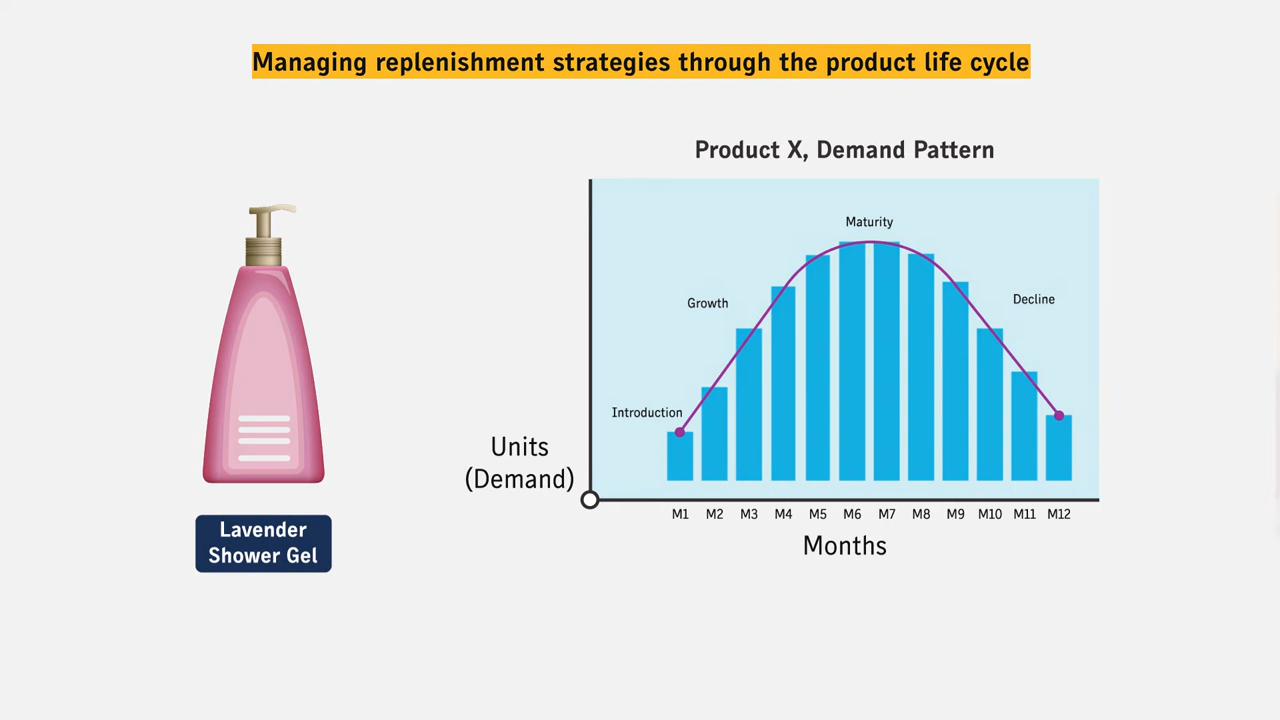 Managing replenishment strategies through the product life cycle
Product X, Demand Pattern
Maturity
Growth
Decline
Introduction
Units
(Demand)
M1 M2 M3 M4 M5 M6 M7 M8 M9 M10 M11 M12
Months
Lavender
Shower Gel